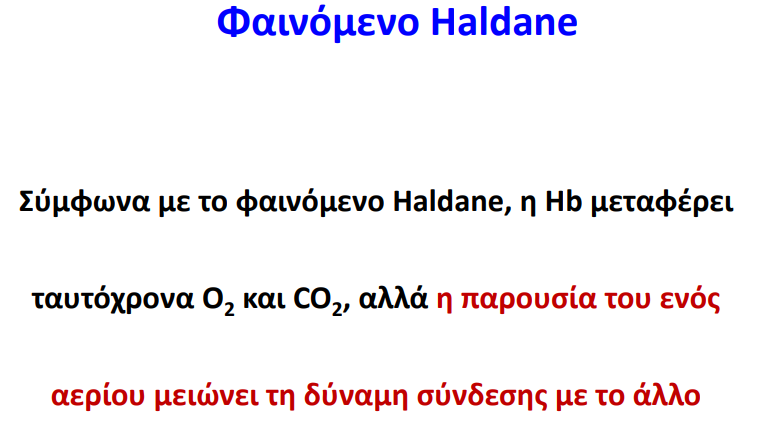 Φαινόμενο Haldane
Σύμφωνα με το φαινόμενο Haldane, η Hb μεταφέρει
ταυτόχρονα O₂ και CO₂, αλλά η παρουσία του ενός
αερίου μειώνει τη δύναμη σύνδεσης με το άλλο